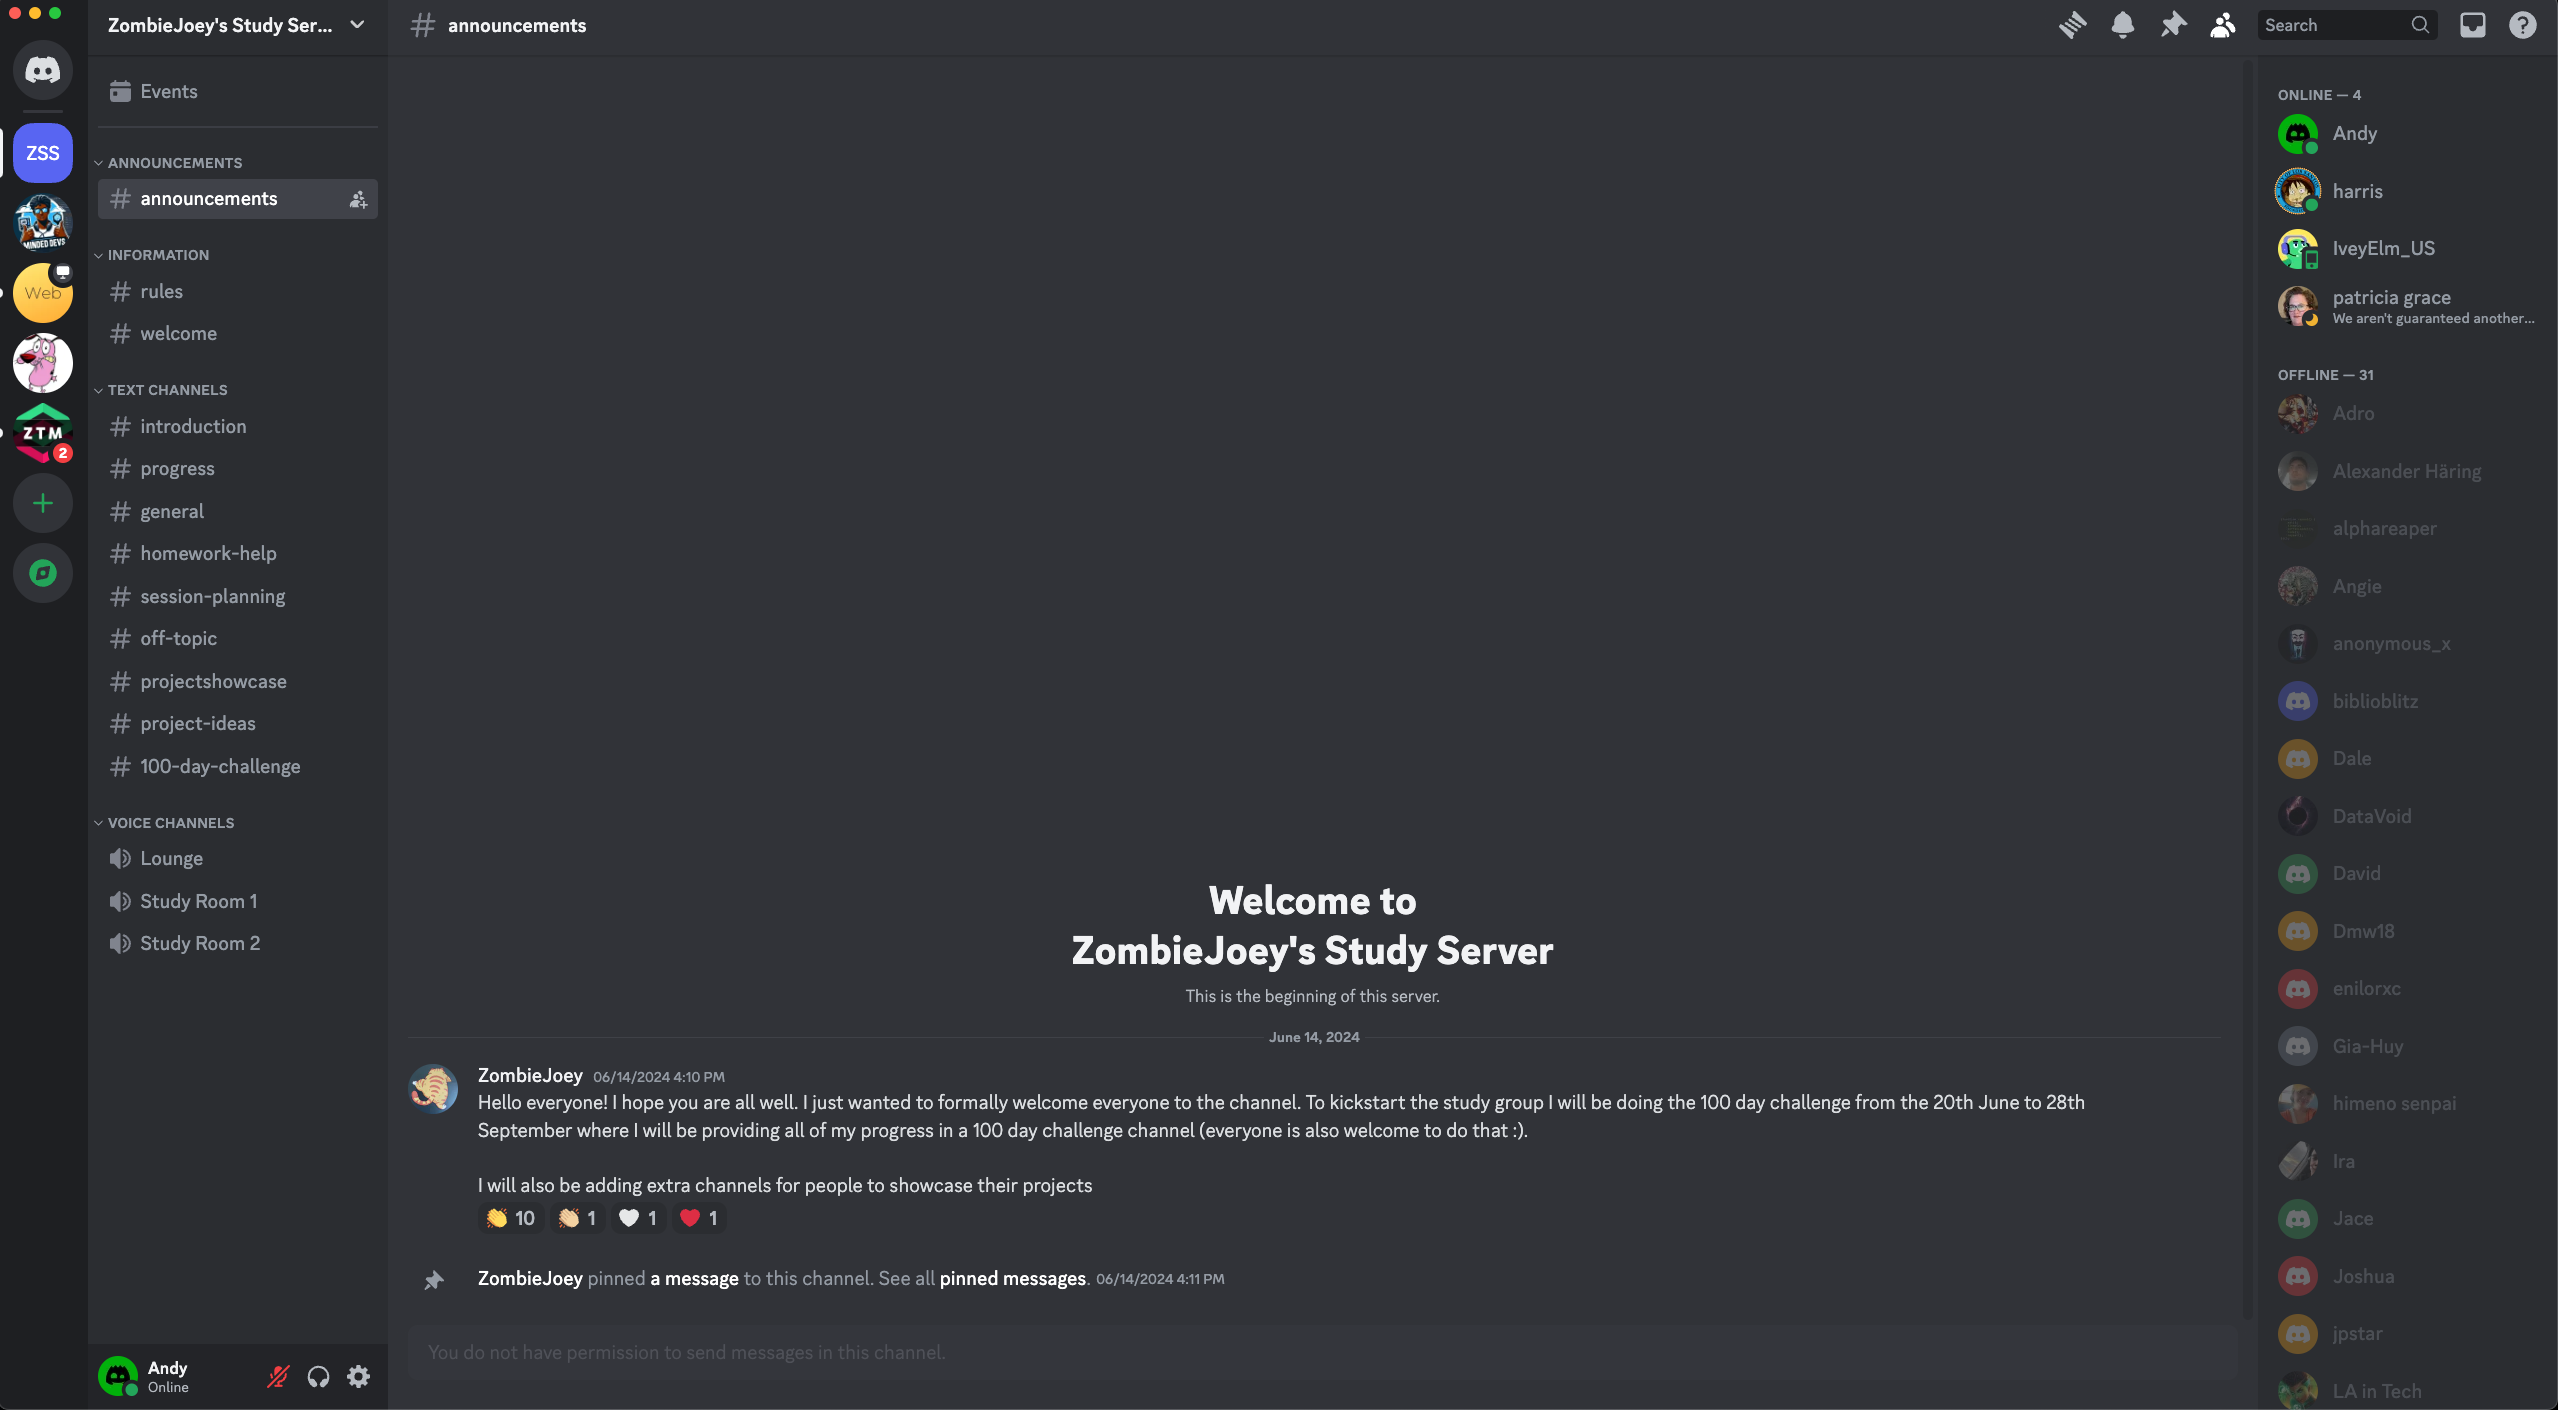 ZombieJoey's Study Ser...
ZSS
MINDED DEVS
Web
ZTM
2
Events
ANNOUNCEMENTS
announcements
INFORMATION
rules
welcome
TEXT CHANNELS
introduction
progress
general
homework-help
session-planning
off-topic
projectshowcase
project-ideas
100-day-challenge
VOICE CHANNELS
Lounge
Study Room 1
Study Room 2
Andy
Online
announcements
Search
Welcome to
ZombieJoey's Study Server
This is the beginning of this server.
June 14, 2024
ZombieJoey 06/14/2024 4:10 PM
Hello everyone! I hope you are all well. I just wanted to formally welcome everyone to the channel. To kickstart the study group I will be doing the 100 day challenge from the 20th June to 28th
September where I will be providing all of my progress in a 100 day challenge channel (everyone is also welcome to do that :).
I will also be adding extra channels for people to showcase their projects
👏 10 👏🏻 1 🤍 1 ❤️ 1
ZombieJoey pinned a message to this channel. See all pinned messages. 06/14/2024 4:11 PM
You do not have permission to send messages in this channel.
ONLINE — 4
Andy
harris
IveyElm_US
patricia grace
We aren't guaranteed another...
OFFLINE — 31
Adro
Alexander Häring
alphareaper
Angie
anonymous_x
biblioblitz
Dale
DataVoid
David
Dmw18
enilorxc
Gia-Huy
himeno senpai
Ira
Jace
Joshua
jpstar
LA in Tech